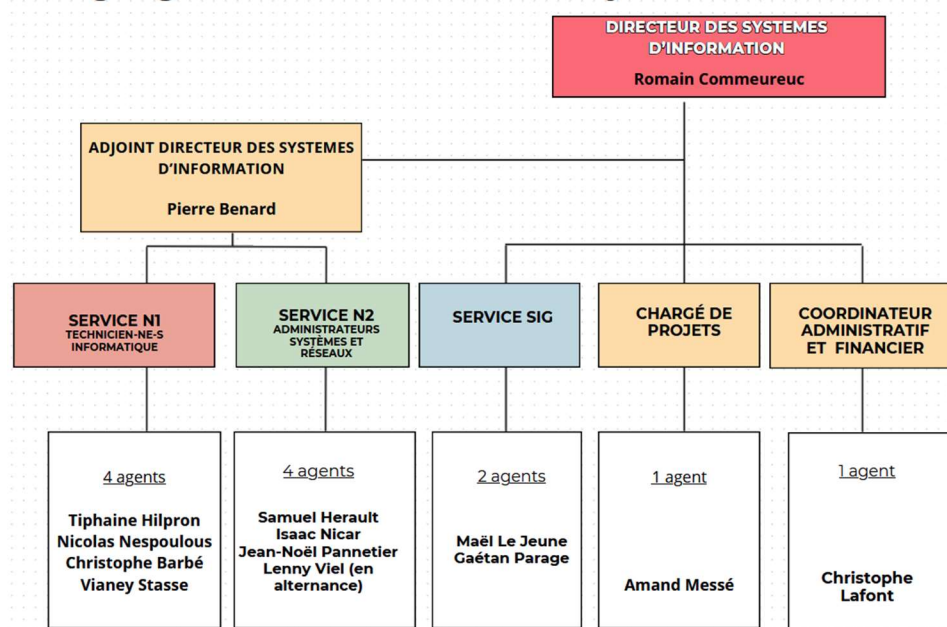 DIRECTEUR DES SYSTEMES
D'INFORMATION
Romain Commeureuc
ADJOINT DIRECTEUR DES SYSTEMES
D'INFORMATION
Pierre Benard
SERVICE N1
TECHNICIEN-NE-S
INFORMATIQUE
SERVICE N2
ADMINISTRATEURS
SYSTÈMES ET
RÉSEAUX
SERVICE SIG
CHARGÉ DE
PROJETS
COORDINATEUR
ADMINISTRATIF
ET FINANCIER
4 agents
Tiphaine Hilpron
Nicolas Nespoulous
Christophe Barbé
Vianey Stasse
4 agents
Samuel Herault
Isaac Nicar
Jean-Noël Pannetier
Lenny Viel (en
alternance)
2 agents
Maël Le Jeune
Gaétan Parage
1 agent
Amand Messé
1 agent
Christophe
Lafont